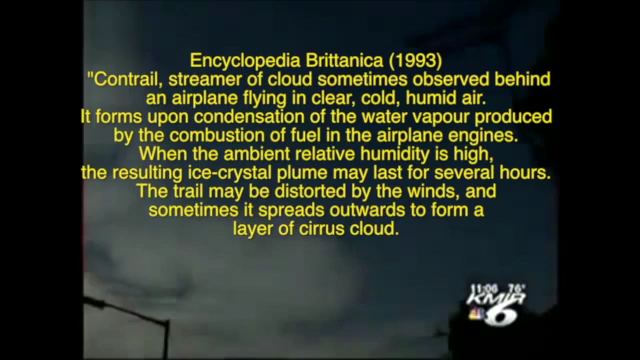 Encyclopedia Brittanica (1993)
"Contrail, streamer of cloud sometimes observed behind
an airplane flying in clear, cold, humid air.
It forms upon condensation of the water vapour produced
by the combustion of fuel in the airplane engines.
When the ambient relative humidity is high,
the resulting ice-crystal plume may last for several hours.
The trail may be distorted by the winds, and
sometimes it spreads outwards to form a
layer of cirrus cloud.
11:06 76°
KMIR
6